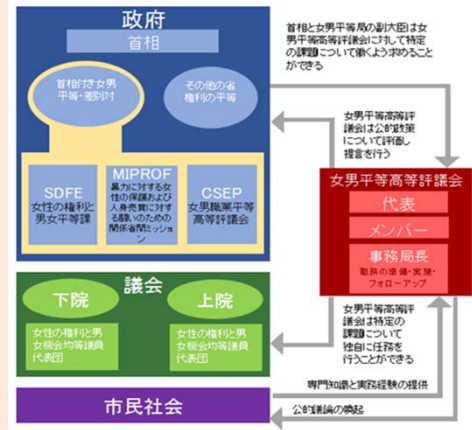 政府
首相
首相付き女男
平等・差別対
その他の省
権利の平等
SDFE
女性の権利と
男女平等課
MIPROF
暴力に対する女
性の保護および
人身売買に対す
る闘いのための
関係省間ミッショ
ン
CSEP
女男職業平等
高等評議会
首相と女男平等局の副大臣は女
男平等高等評議会に対して特定
の課題について働くよう求めること
ができる
女男平等高等評
議会は公的政策
について評価し
提言を行う
女男平等高等評議会
代表
メンバー
事務局長
職務の準備・実施・
フォローアップ
議会
下院
女性の権利と男
女機会均等議員
代表団
上院
女性の権利と男
女機会均等議員
代表団
女男平等高等評
議会は特定の
課題について
独自に任務を
行うことができる
市民社会
専門知識と実務経験の提供
公的議論の喚起